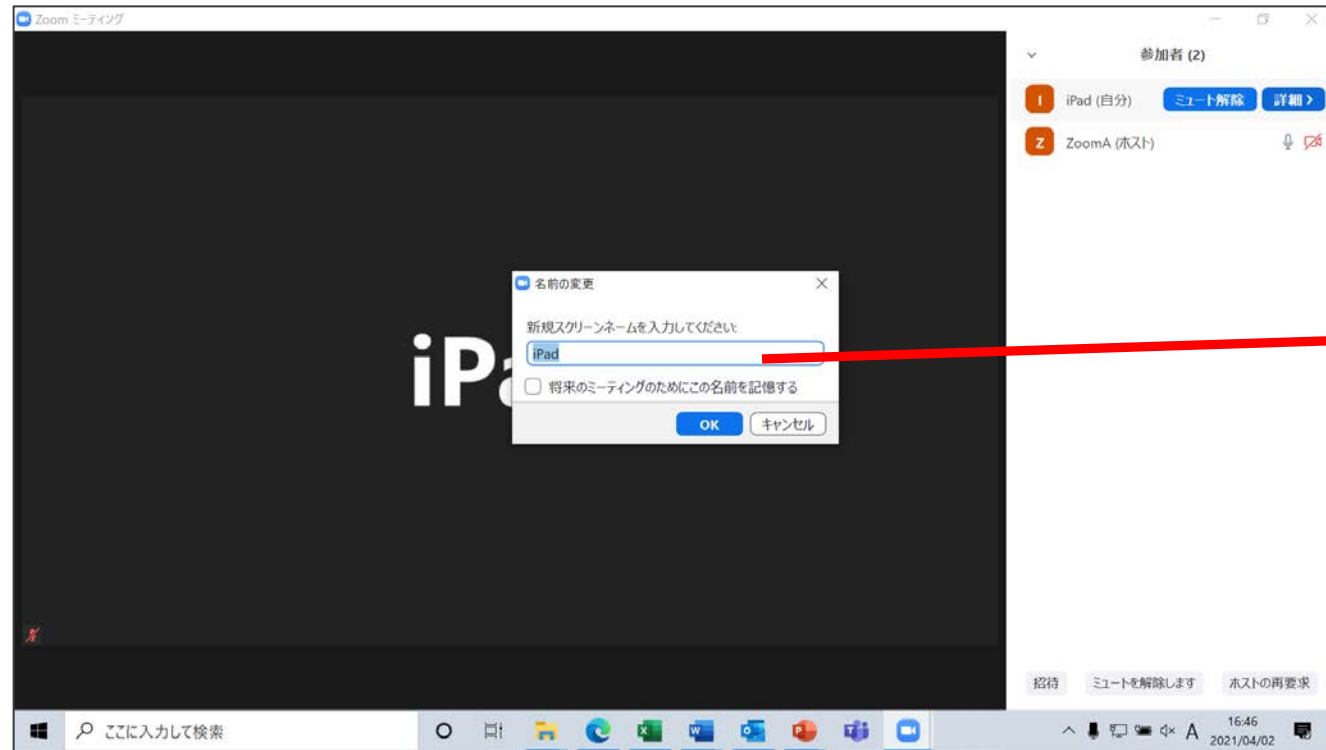 Zoom ミーティング
参加者 (2)
I iPad (自分) ミュート解除 詳細 >
Z ZoomA (ホスト)
iPa
名前の変更
新規スクリーンネームを入力してください:
iPad
将来のミーティングのためにこの名前を記憶する
OK キャンセル
招待 ミュートを解除します ホストの再要求
ここに入力して検索
A 16:46
2021/04/02